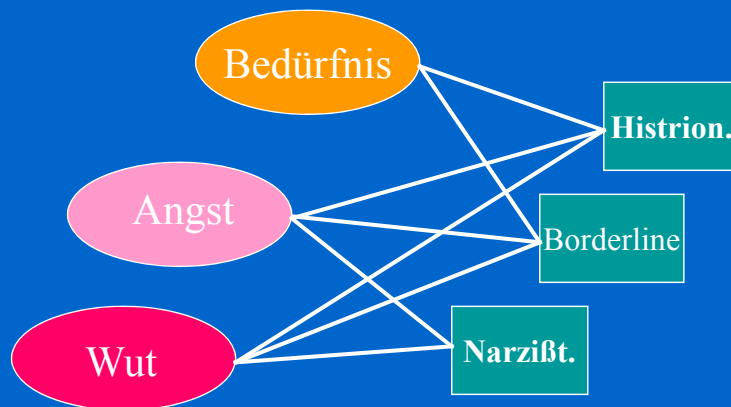 Bedürfnis
Histrion.
Angst
Borderline
Wut
Narzißt.